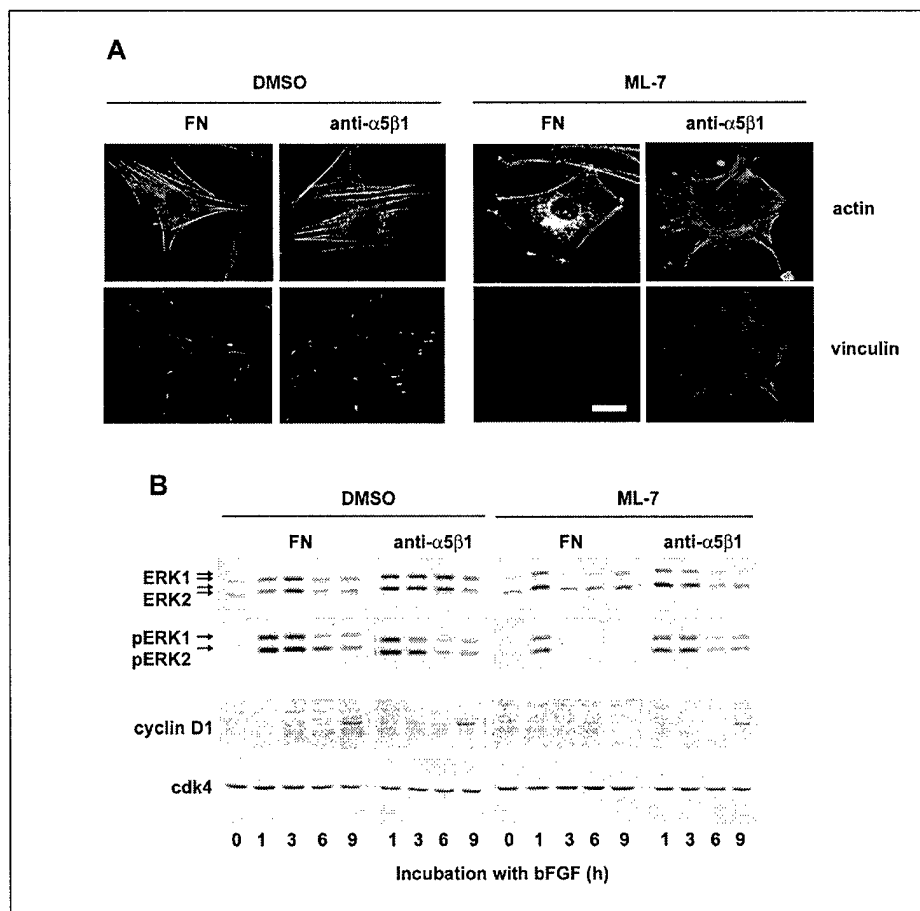 A
DMSO ML-7
FN anti-α5β1 FN anti-α5β1
actin
vinculin
B
DMSO ML-7
FN anti-α5β1 FN anti-α5β1
ERK1
ERK2
pERK1
pERK2
cyclin D1
cdk4
0 1 3 6 9 1 3 6 9 0 1 3 6 9 1 3 6 9
Incubation with bFGF (h)